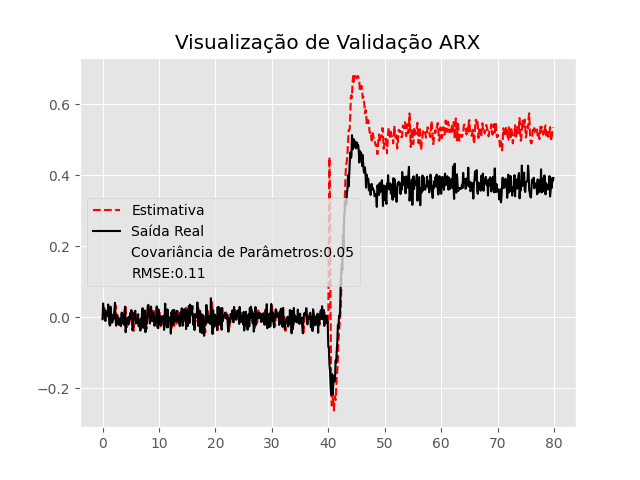 Visualização de Validação ARX
0.6
0.4
0.2
0.0
−0.2
Estimativa
Saída Real
Covariância de Parâmetros:0.05
RMSE:0.11
0 10 20 30 40 50 60 70 80